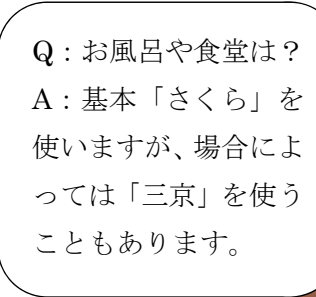 Q：お風呂や食堂は？
A：基本「さくら」を
使いますが、場合によ
っては「三京」を使う
こともあります。